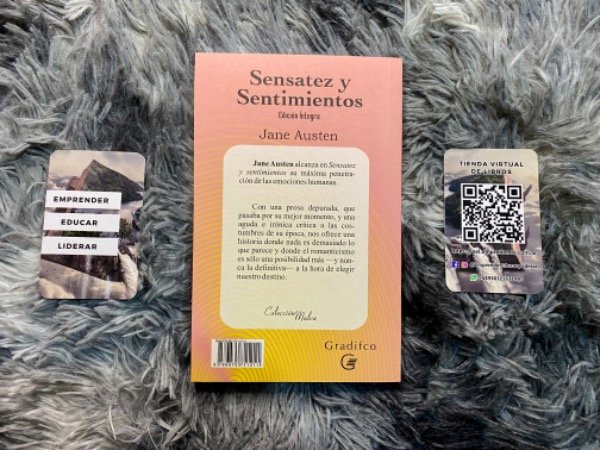 Sensatez y
Sentimientos
Edición Íntegra
Jane Austen
Jane Austen alcanza en Sensatez
y sentimientos su máxima penetra-
ción de las emociones humanas.
Con una prosa depurada, que
pasaba por su mejor momento, y una
aguda e irónica crítica a las cos-
tumbres de su época, nos ofrece una
historia donde nada es demasiado lo
que parece y donde el romanticismo
es sólo una posibilidad más —y nun-
ca la definitiva— a la hora de elegir
nuestro destino.
Colección
Malva
Gradifco
EMPRENDER
EDUCAR
LIDERAR
TIENDA VIRTUAL
DE LIBROS